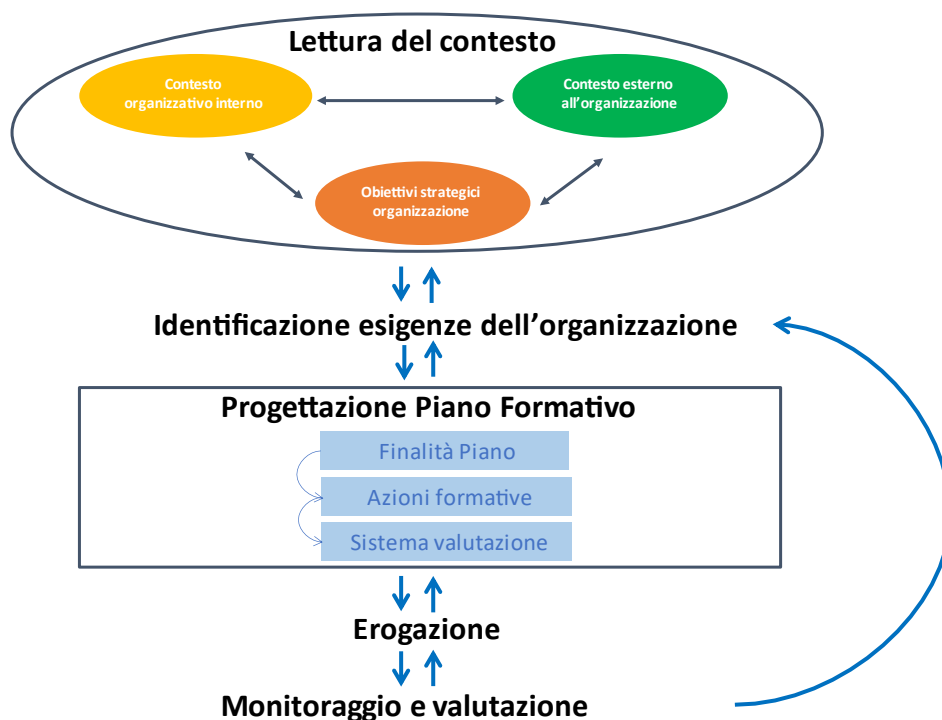 Lettura del contesto
Contesto
organizzativo interno
Contesto esterno
all'organizzazione
Obiettivi strategici
organizzazione
Identificazione esigenze dell'organizzazione
Progettazione Piano Formativo
Finalità Piano
Azioni formative
Sistema valutazione
Erogazione
Monitoraggio e valutazione